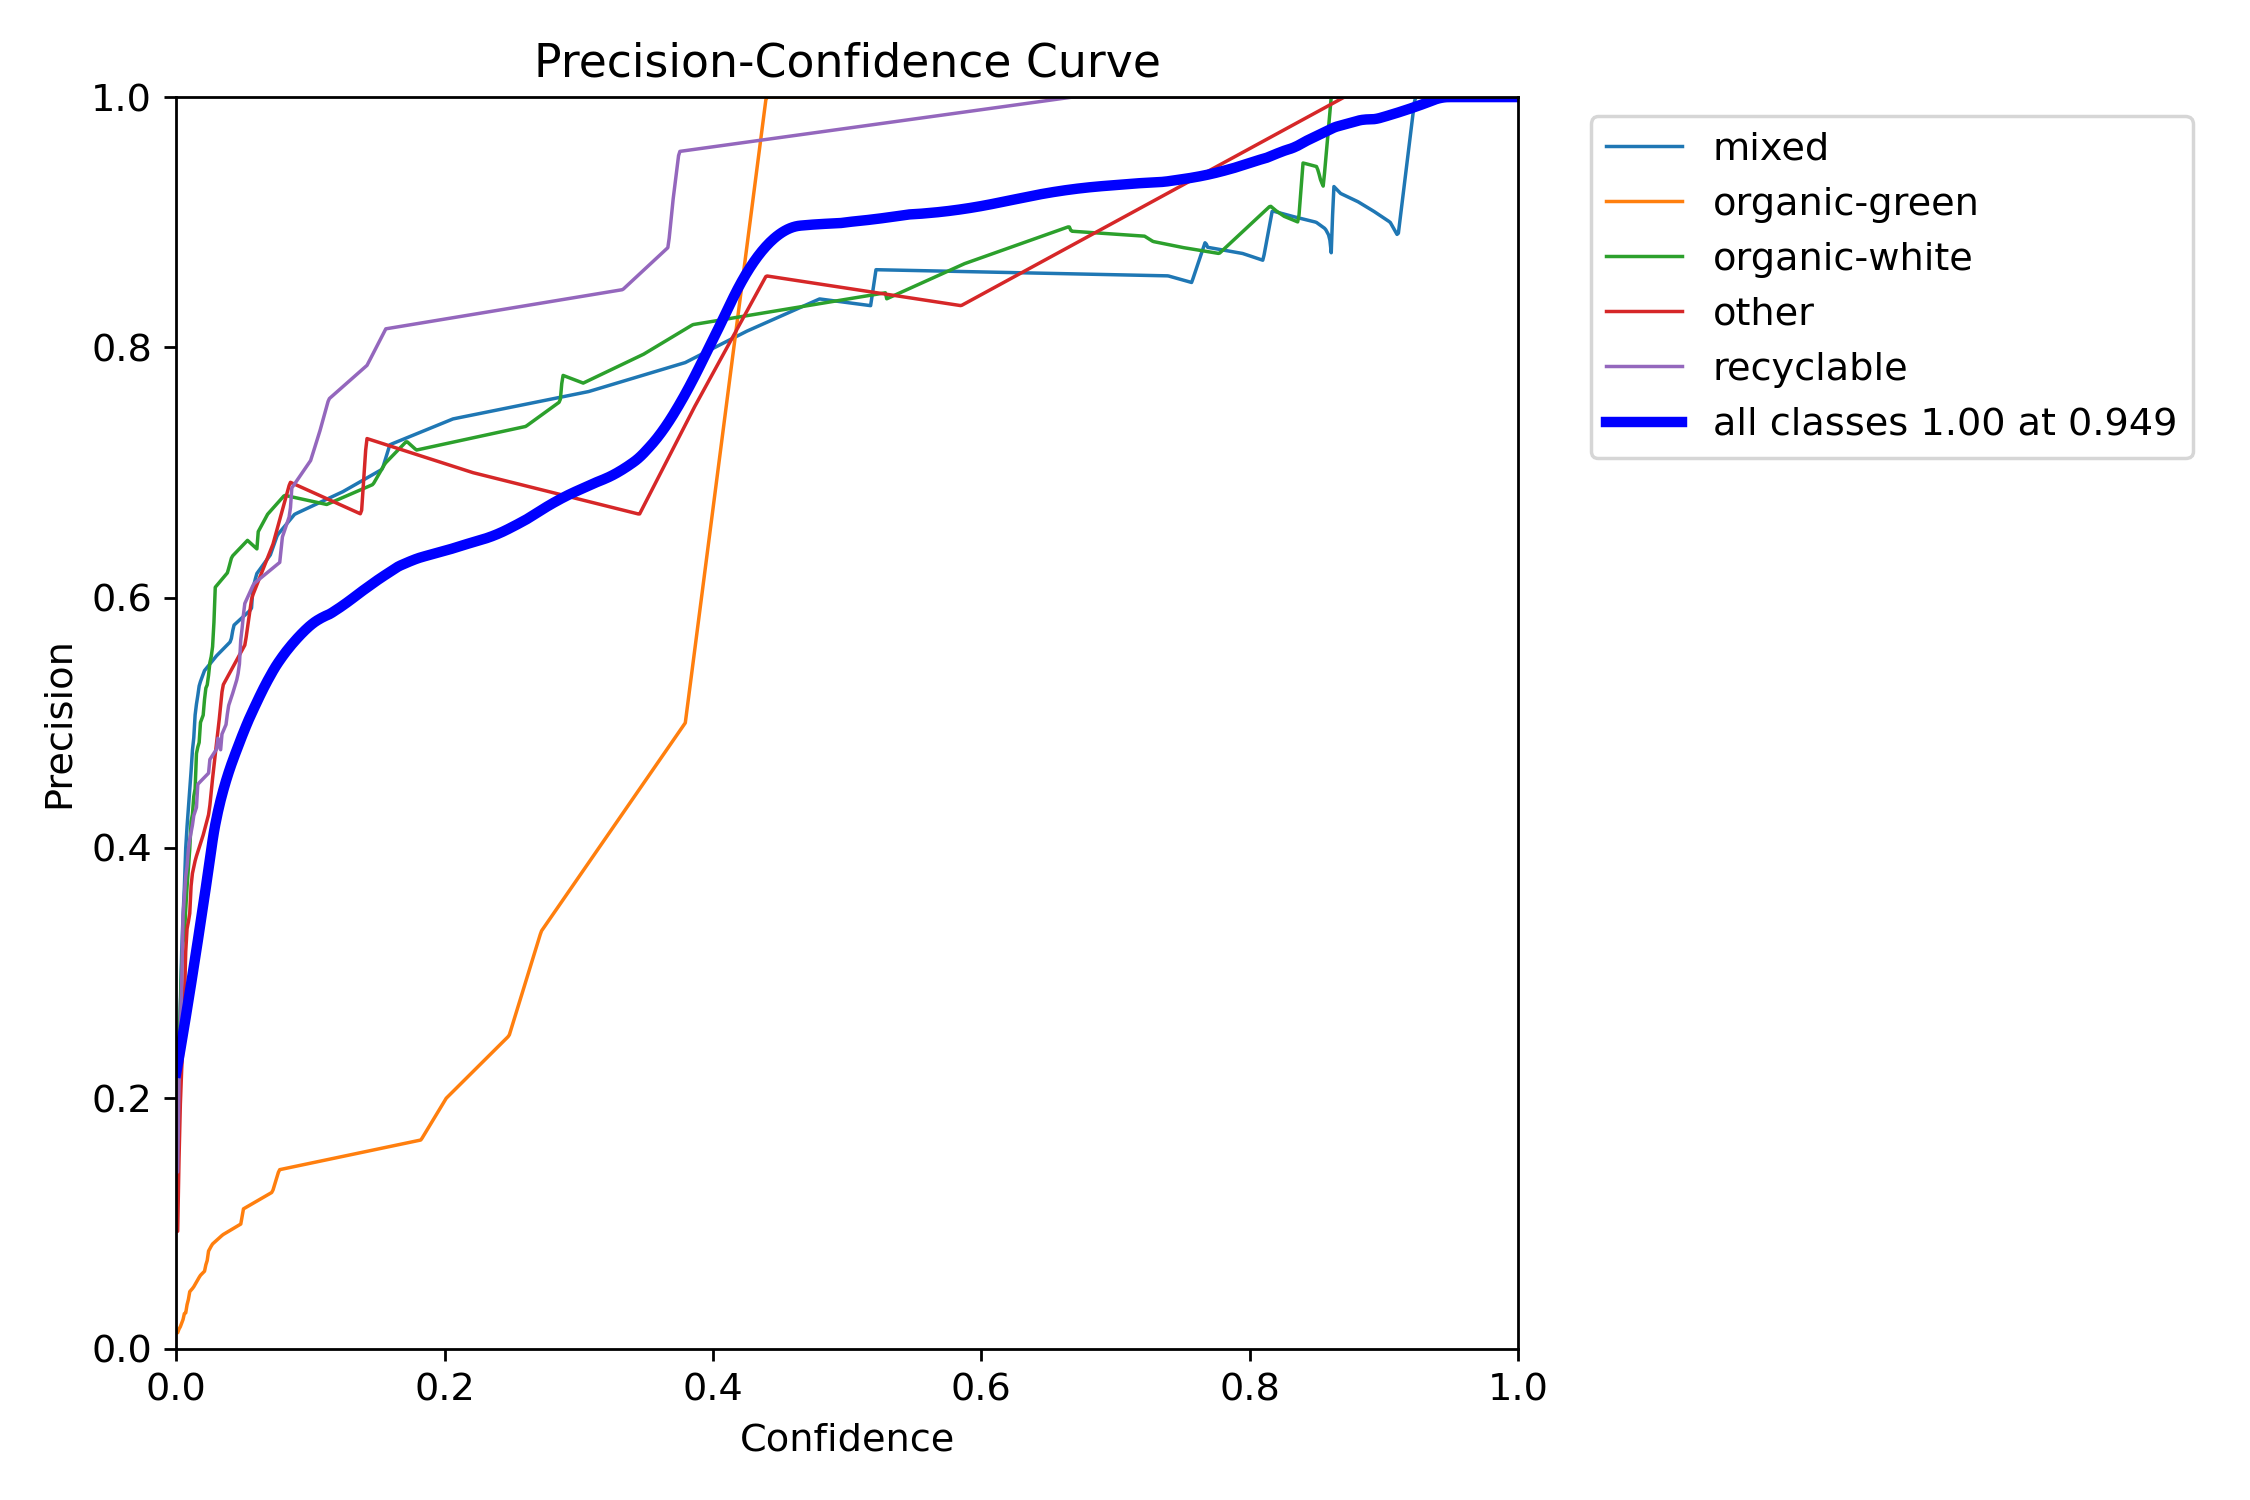 Precision-Confidence Curve
1.0
0.8
0.6
0.4
0.2
0.0
Precision
0.0 0.2 0.4 0.6 0.8 1.0
Confidence
mixed
organic-green
organic-white
other
recyclable
all classes 1.00 at 0.949